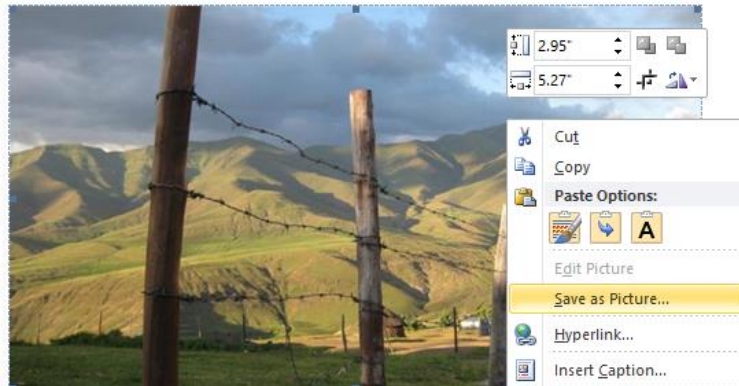 2.95"
5.27"
Cut
Copy
Paste Options:
A
Edit Picture
Save as Picture...
Hyperlink...
Insert Caption...